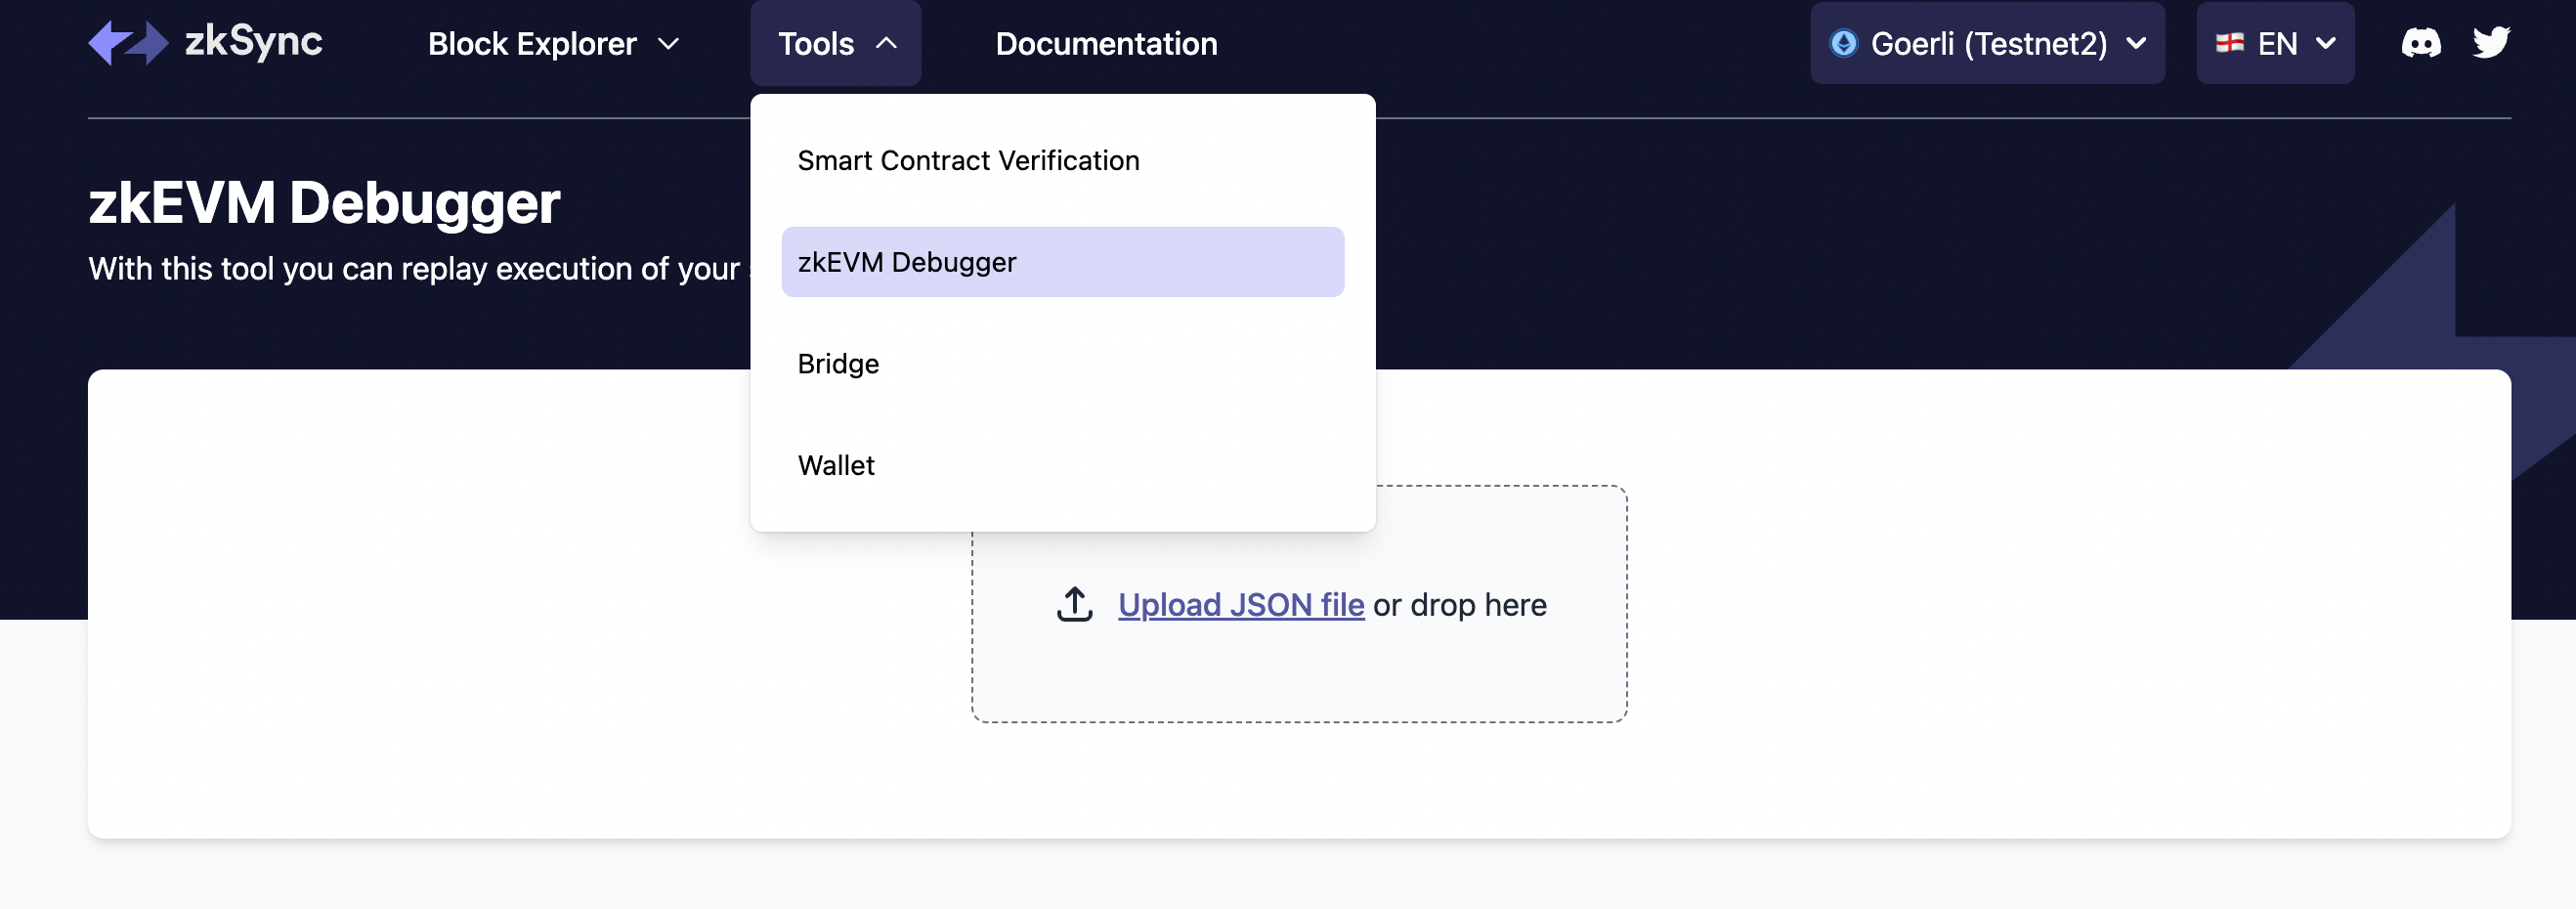 zkSync
Block Explorer
Tools
Documentation
Goerli (Testnet2)
EN
zkEVM Debugger
With this tool you can replay execution of your
Smart Contract Verification
zkEVM Debugger
Bridge
Wallet
Upload JSON file or drop here